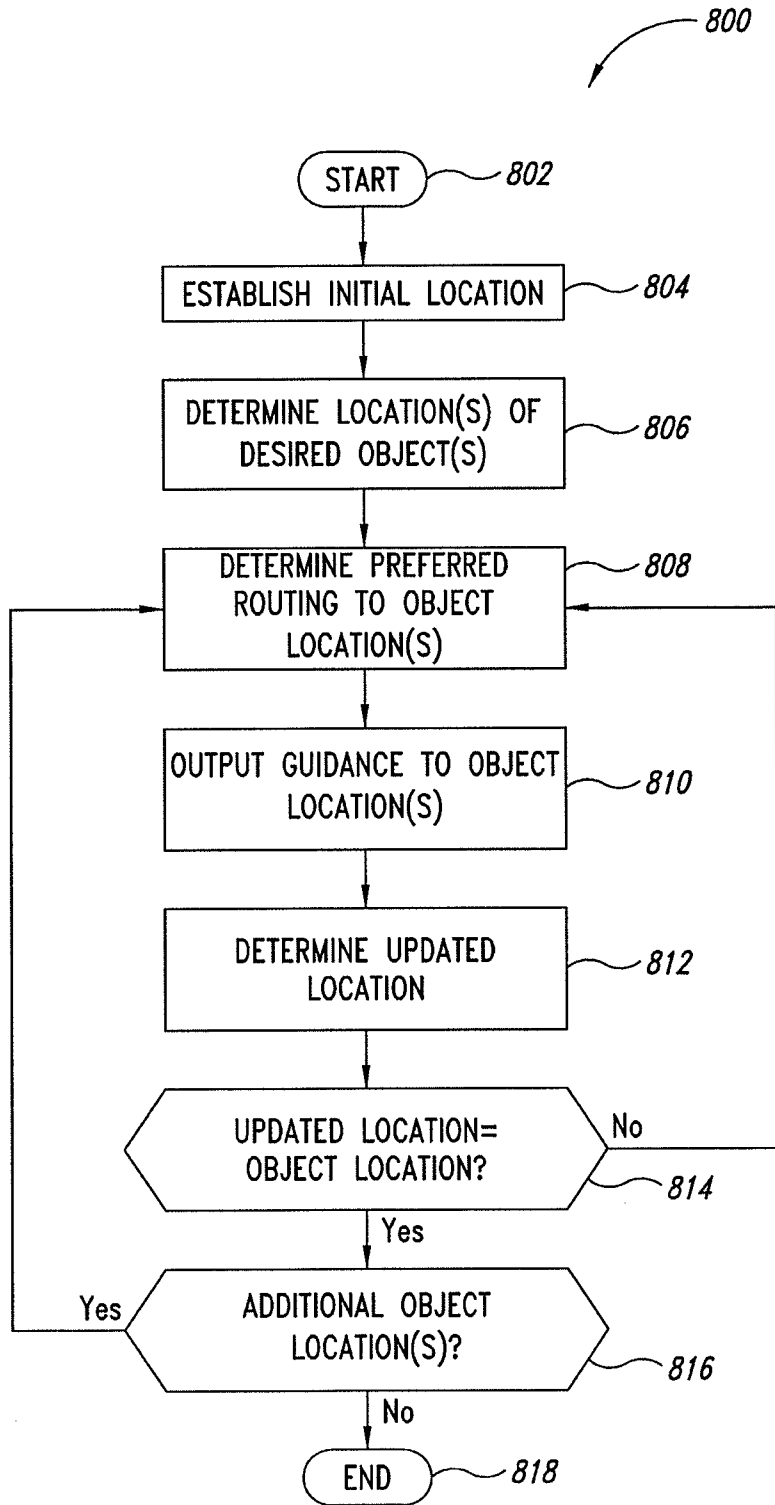 800
START
802
ESTABLISH INITIAL LOCATION
804
DETERMINE LOCATION(S) OF
DESIRED OBJECT(S)
806
DETERMINE PREFERRED
ROUTING TO OBJECT
LOCATION(S)
808
OUTPUT GUIDANCE TO OBJECT
LOCATION(S)
810
DETERMINE UPDATED
LOCATION
812
UPDATED LOCATION=
OBJECT LOCATION?
No
814
Yes
ADDITIONAL OBJECT
LOCATION(S)?
Yes
816
No
END
818